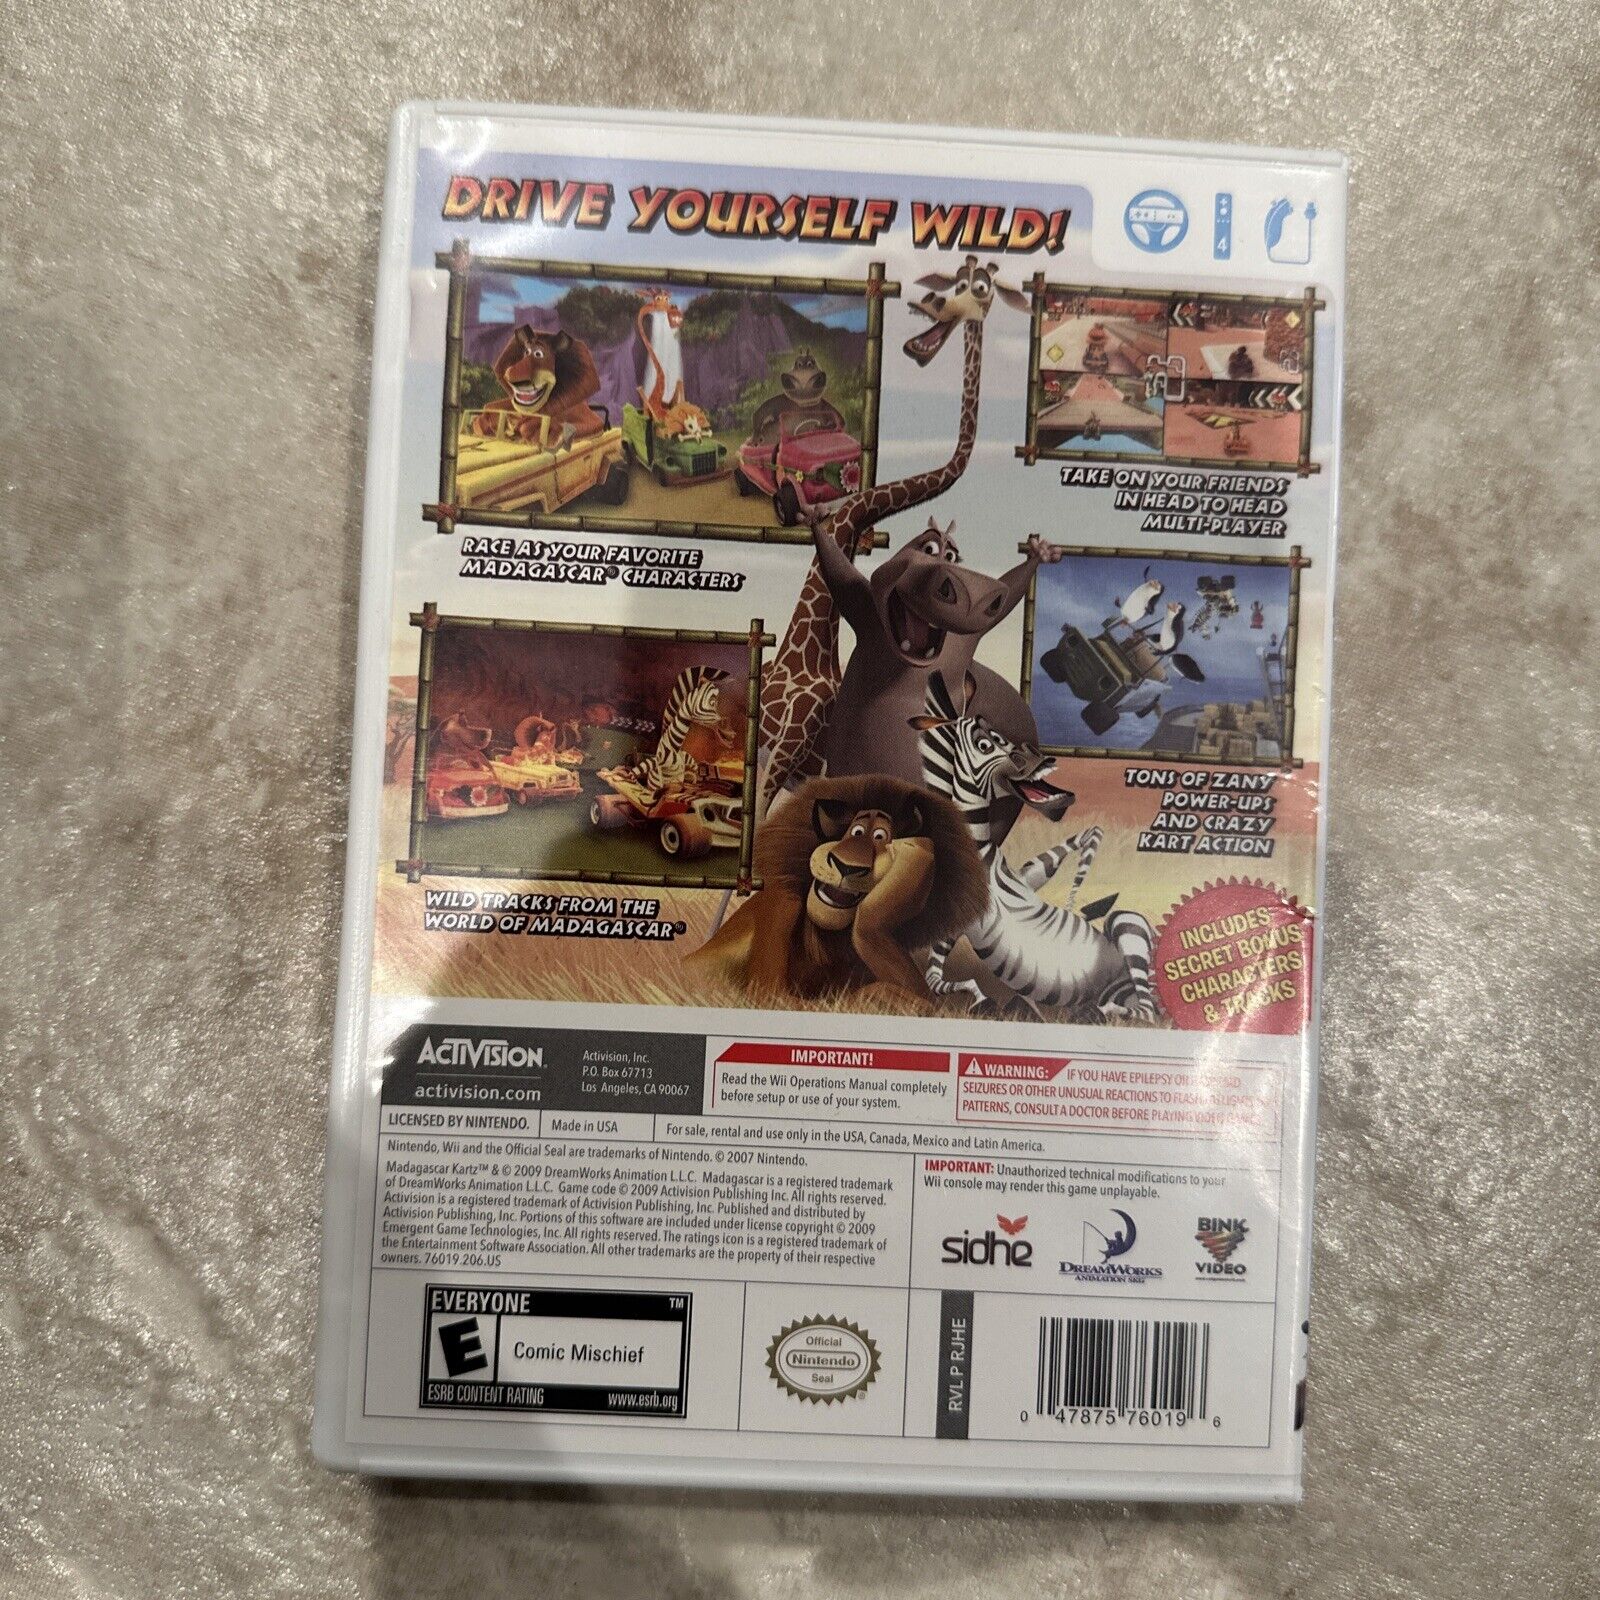 DRIVE YOURSELF WILD!
4
RACE AS YOUR FAVORITE
MADAGASCAR® CHARACTERS
TAKE ON YOUR FRIENDS
IN HEAD TO HEAD
MULTI-PLAYER
WILD TRACKS FROM THE
WORLD OF MADAGASCAR®
TONS OF ZANY
POWER-UPS
AND CRAZY
KART ACTION
INCLUDES
SECRET BONUS
CHARACTERS
& TRACKS
ACTIVISION.
activision.com
Activision, Inc.
P.O. Box 67713
Los Angeles, CA 90067
IMPORTANT!
Read the Wii Operations Manual completely
before setup or use of your system.
WARNING: IF YOU HAVE EPILEPSY OR
SEIZURES OR OTHER UNUSUAL REACTIONS TO FLASHING LIGHTS OR
PATTERNS, CONSULT A DOCTOR BEFORE PLAYING VIDEO GAMES.
LICENSED BY NINTENDO.
Made in USA
For sale, rental and use only in the USA, Canada, Mexico and Latin America.
Nintendo, Wii and the Official Seal are trademarks of Nintendo. © 2007 Nintendo.
Madagascar Kartz™ & © 2009 DreamWorks Animation L.L.C. Madagascar is a registered trademark
of DreamWorks Animation L.L.C. Game code © 2009 Activision Publishing Inc. All rights reserved.
Activision is a registered trademark of Activision Publishing, Inc. Published and distributed by
Activision Publishing, Inc. Portions of this software are included under license copyright © 2009
Emergent Game Technologies, Inc. All rights reserved. The ratings icon is a registered trademark of
the Entertainment Software Association. All other trademarks are the property of their respective
owners. 76019.206.US
IMPORTANT: Unauthorized technical modifications to your
Wii console may render this game unplayable.
sidhe
DREAMWORKS
ANIMATION SKG
BINK
VIDEO
EVERYONE TM
E
Comic Mischief
ESRB CONTENT RATING www.esrb.org
Official
Nintendo
Seal
®
RVL P RJHE
0 47875 76019 6